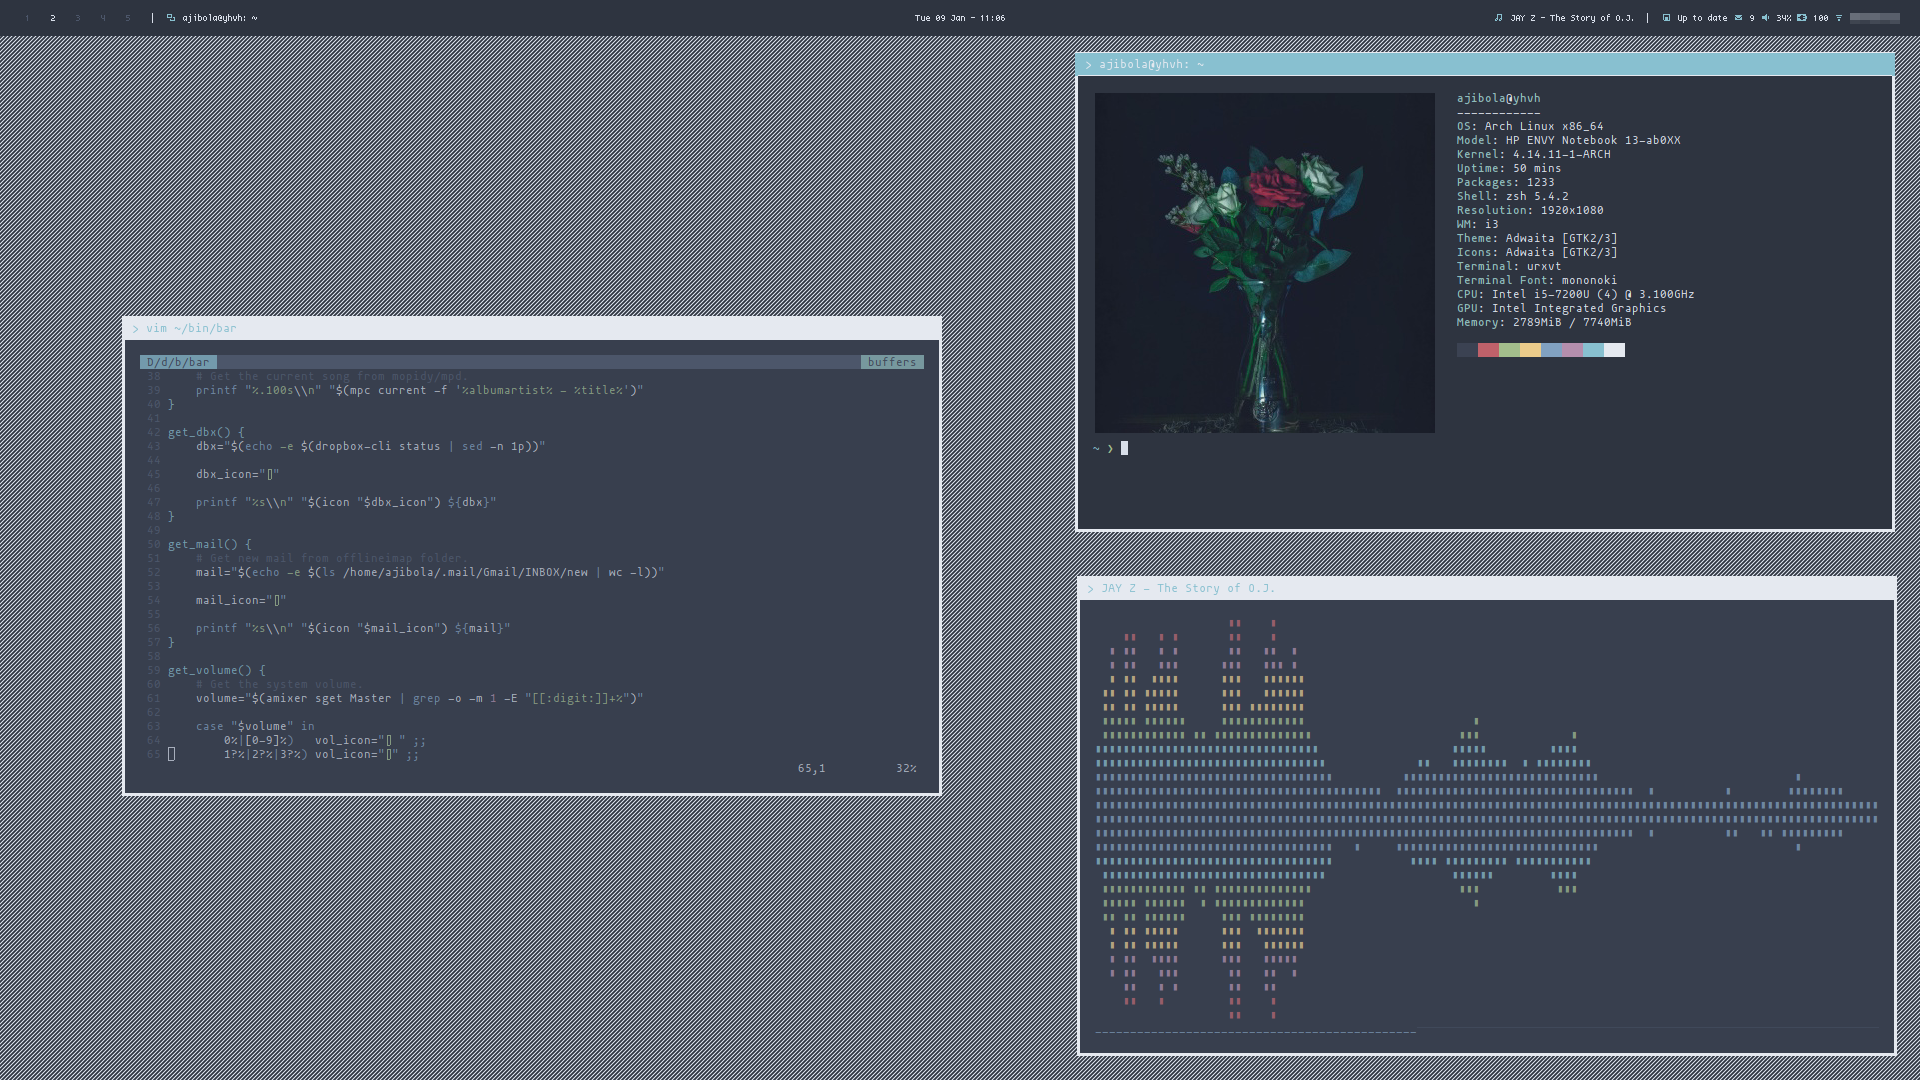 1 2 3 4 5 | ajibola@yhvh: ~
Tue 09 Jan - 11:06
JAY Z - The Story of O.J. | Up to date 9 34% 100
> ajibola@yhvh: ~
ajibola@yhvh
------------
OS: Arch Linux x86_64
Model: HP ENVY Notebook 13-ab0XX
Kernel: 4.14.11-1-ARCH
Uptime: 50 mins
Packages: 1233
Shell: zsh 5.4.2
Resolution: 1920x1080
WM: i3
Theme: Adwaita [GTK2/3]
Icons: Adwaita [GTK2/3]
Terminal: urxvt
Terminal Font: mononoki
CPU: Intel i5-7200U (4) @ 3.100GHz
GPU: Intel Integrated Graphics
Memory: 2789MiB / 7740MiB
~ ❯
> vim ~/bin/bar
D/d/b/bar buffers
38 # Get the current song from mopidy/mpd.
39 printf "%.100s\\n" "$(mpc current -f '%albumartist% - %title%')"
40 }
41
42 get_dbx() {
43 dbx="$(echo -e $(dropbox-cli status | sed -n 1p))"
44
45 dbx_icon="▯"
46
47 printf "%s\\n" "$(icon "$dbx_icon") ${dbx}"
48 }
49
50 get_mail() {
51 # Get new mail from offlineimap folder.
52 mail="$(echo -e $(ls /home/ajibola/.mail/Gmail/INBOX/new | wc -l))"
53
54 mail_icon="▯"
55
56 printf "%s\\n" "$(icon "$mail_icon") ${mail}"
57 }
58
59 get_volume() {
60 # Get the system volume.
61 volume="$(amixer sget Master | grep -o -m 1 -E "[[:digit:]]+%")"
62
63 case "$volume" in
64 0%|[0-9]%) vol_icon="▯ " ;;
65 1?%|2?%|3?%) vol_icon="▯" ;;
65,1 32%
> JAY Z - The Story of O.J.